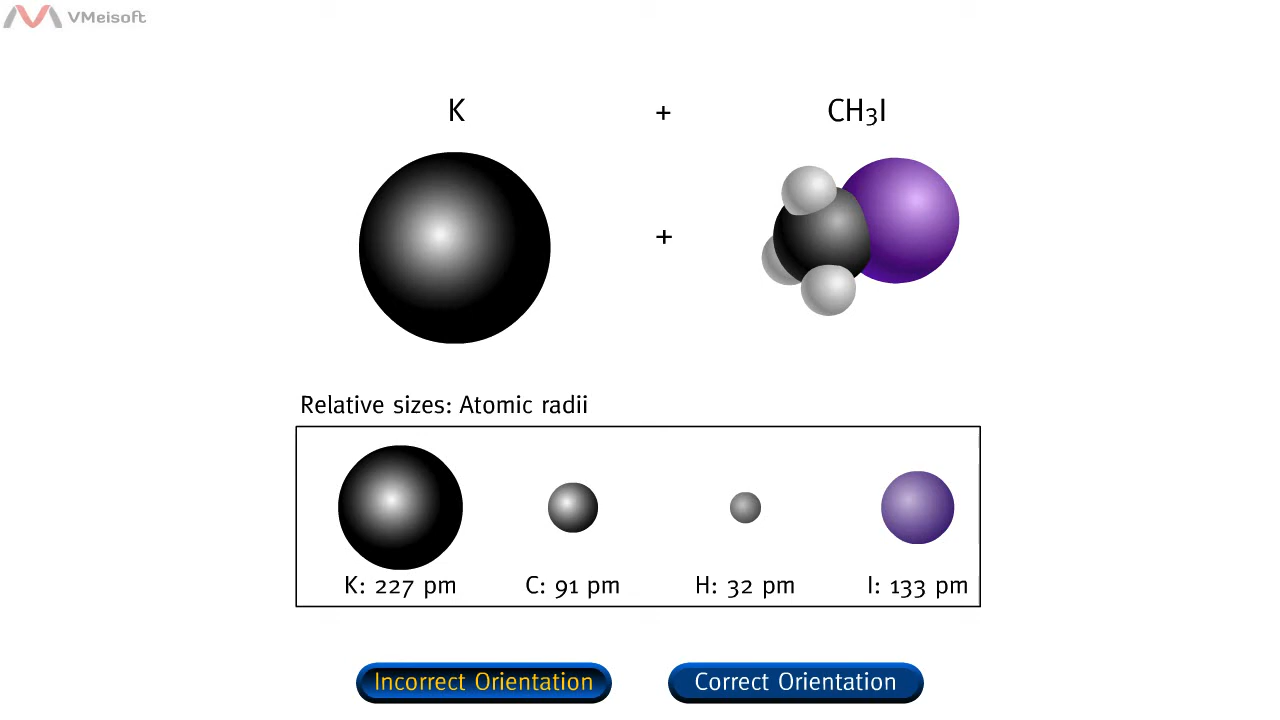 VMeisoft
K + CH3I
+
Relative sizes: Atomic radii
K: 227 pm C: 91 pm H: 32 pm I: 133 pm
Incorrect Orientation Correct Orientation